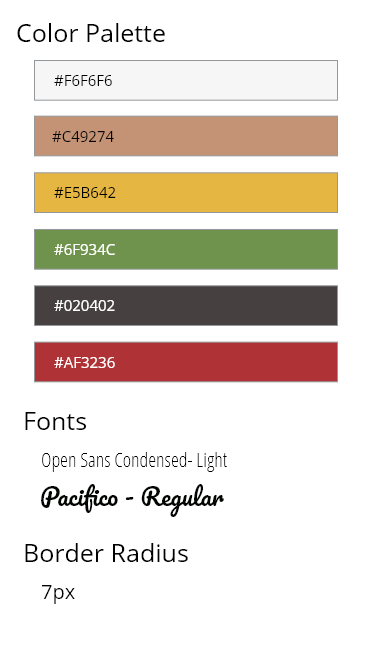 Color Palette
#F6F6F6
#C49274
#E5B642
#6F934C
#020402
#AF3236
Fonts
Open Sans Condensed- Light
Pacifico - Regular
Border Radius
7px